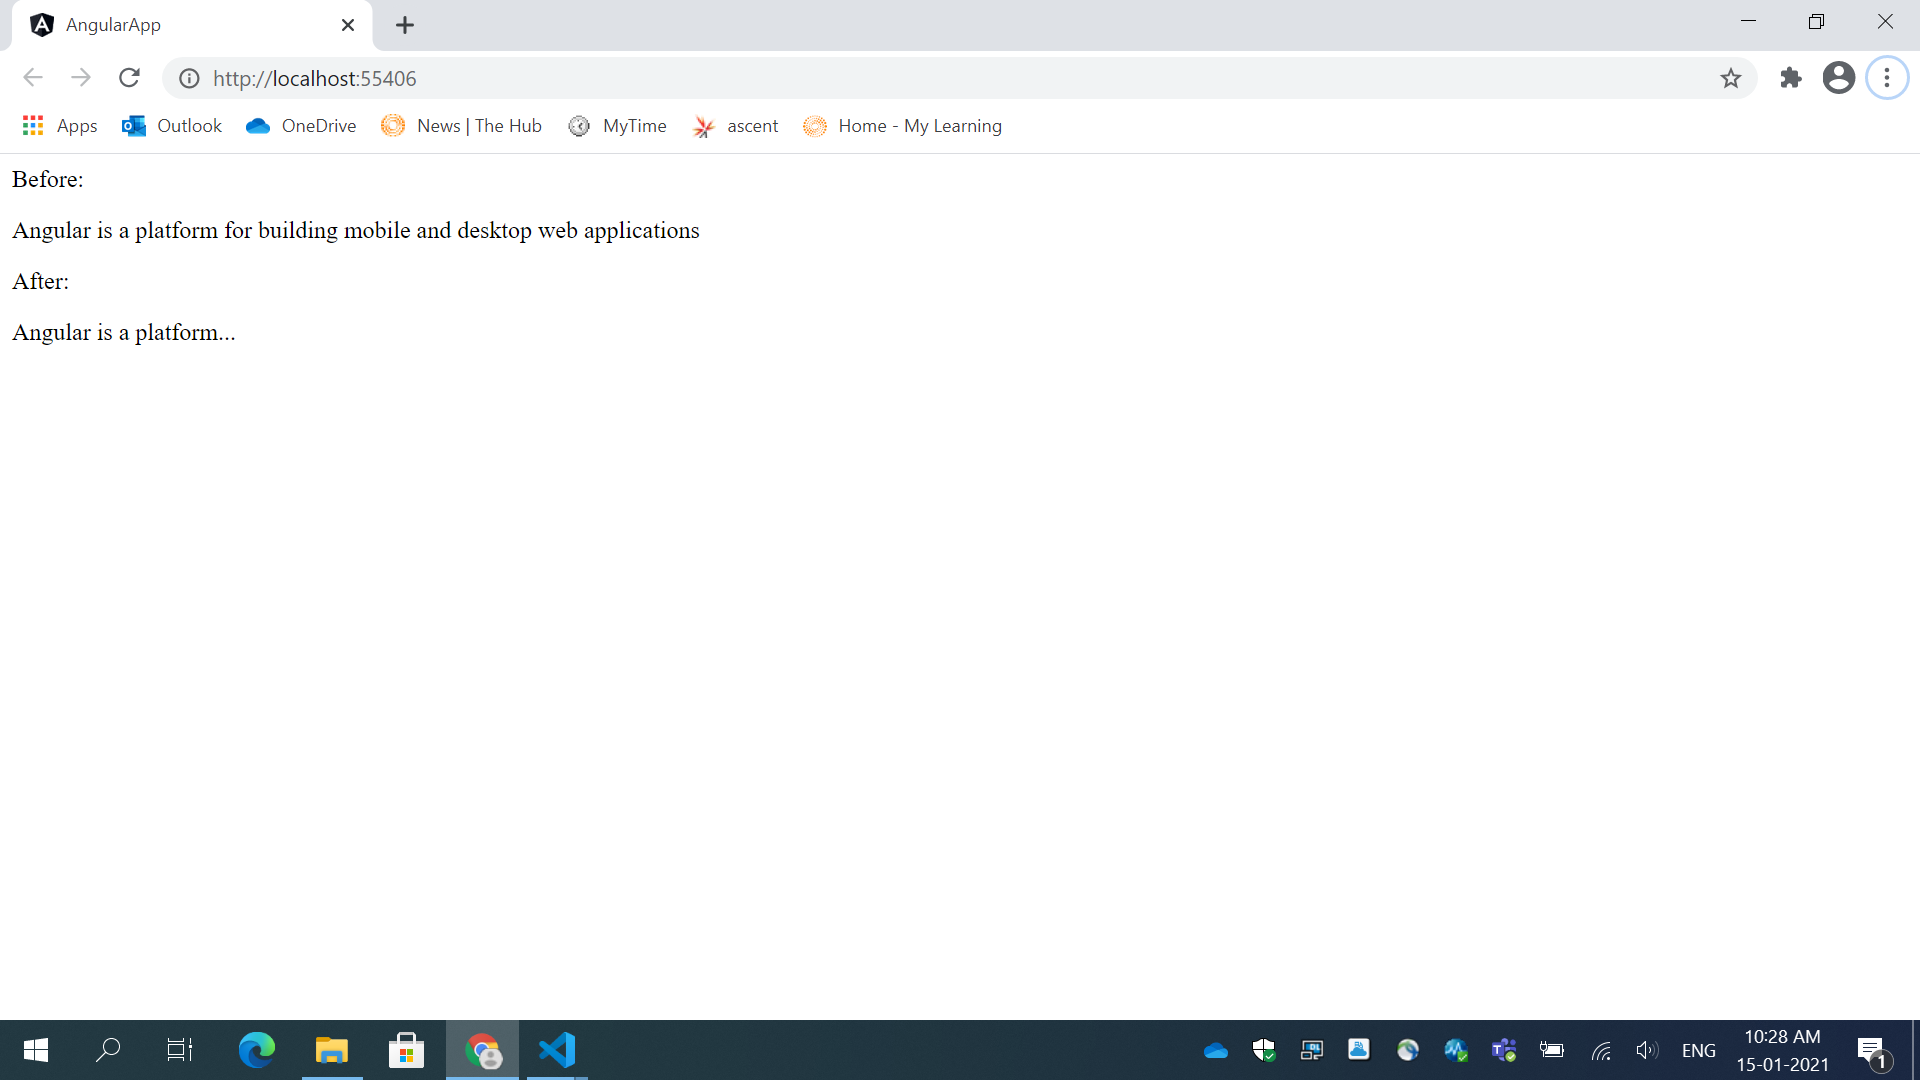 AngularApp
http://localhost:55406
Apps Outlook OneDrive News | The Hub MyTime ascent Home - My Learning
Before:
Angular is a platform for building mobile and desktop web applications
After:
Angular is a platform...
ENG
10:28 AM
15-01-2021
1